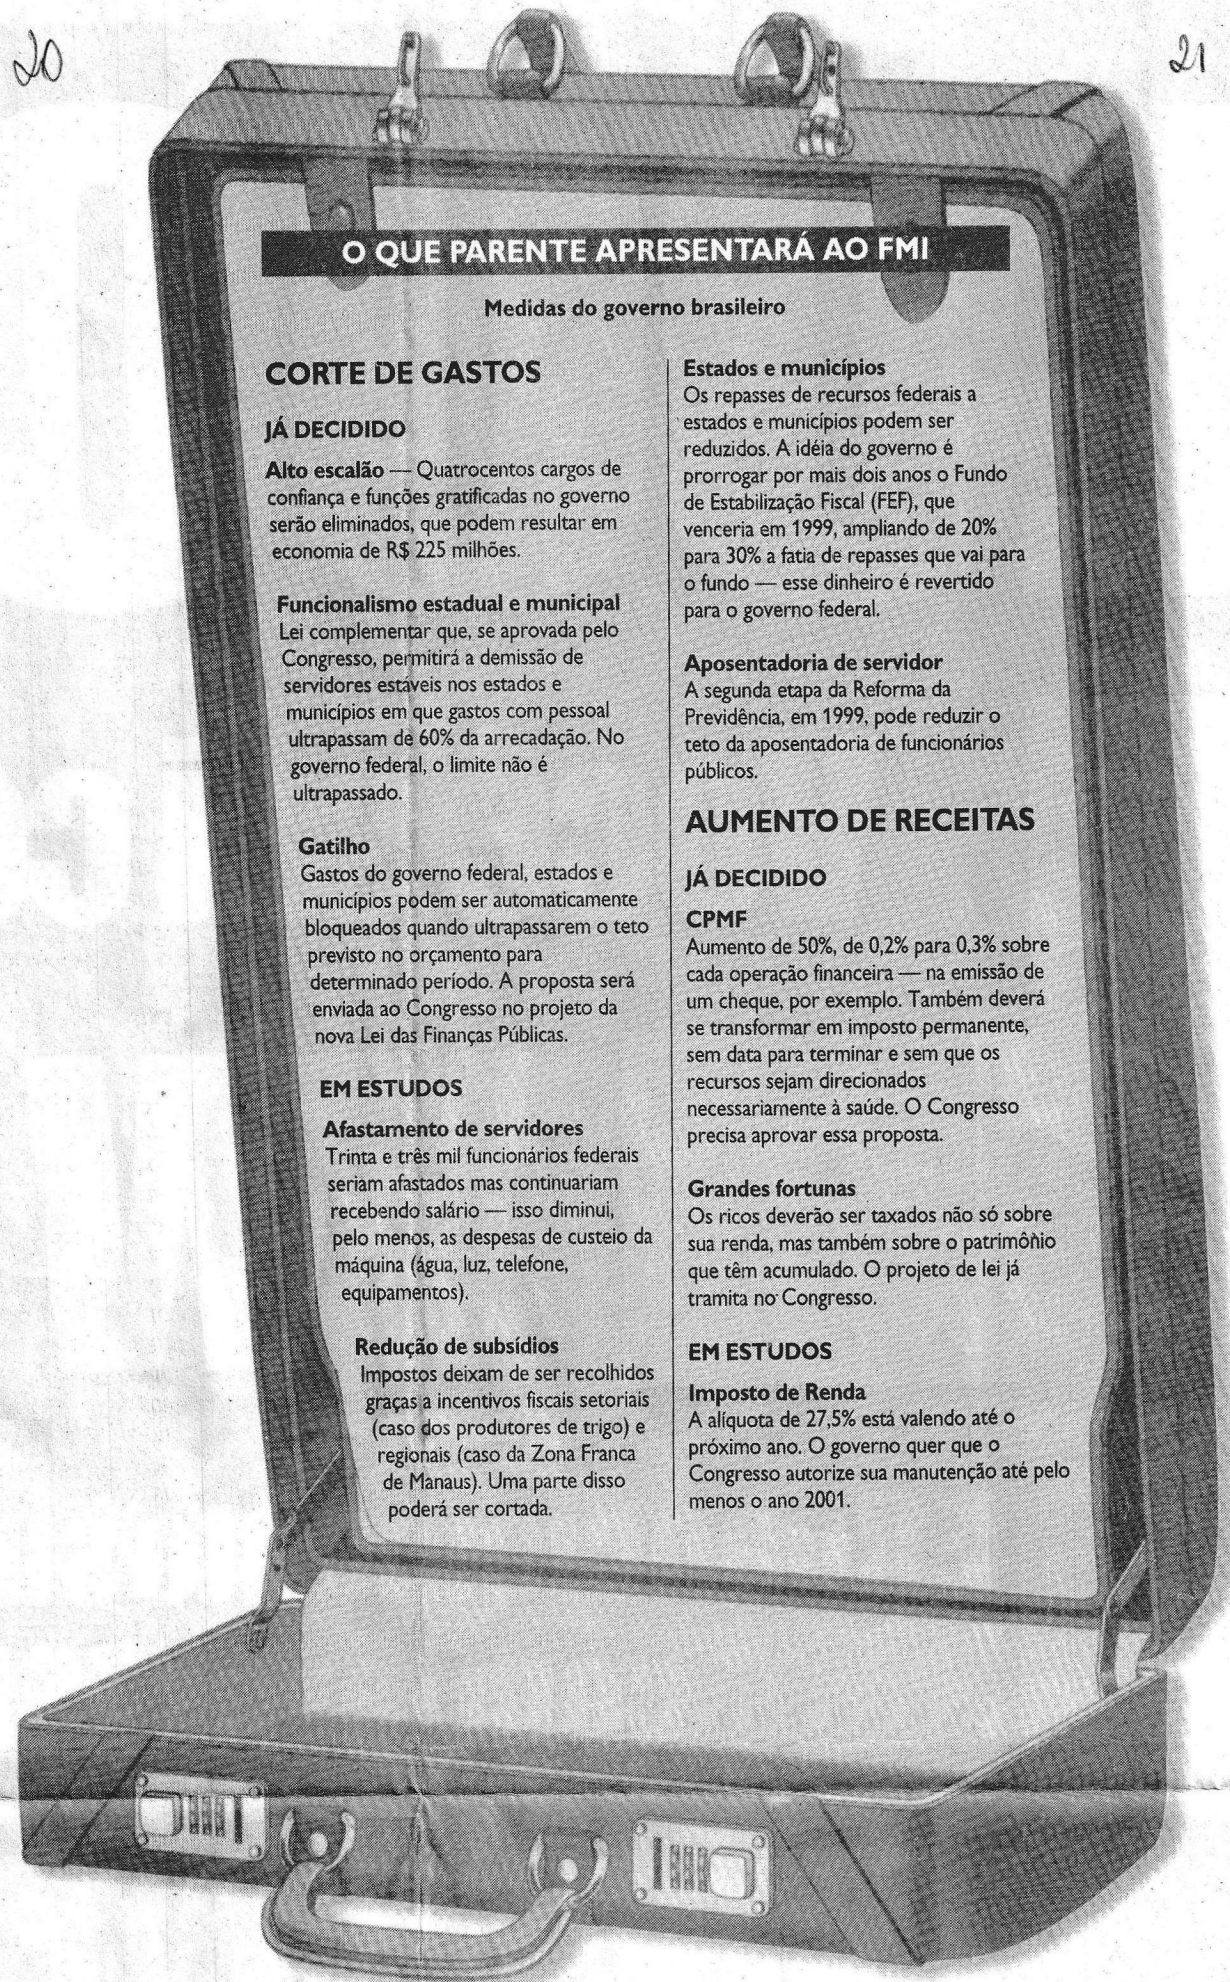 20
21
O QUE PARENTE APRESENTARÁ AO FMI
Medidas do governo brasileiro
CORTE DE GASTOS
JÁ DECIDIDO
Alto escalão — Quatrocentos cargos de
confiança e funções gratificadas no governo
serão eliminados, que podem resultar em
economia de R$ 225 milhões.
Funcionalismo estadual e municipal
Lei complementar que, se aprovada pelo
Congresso, permitirá a demissão de
servidores estáveis nos estados e
municípios em que gastos com pessoal
ultrapassam de 60% da arrecadação. No
governo federal, o limite não é
ultrapassado.
Gatilho
Gastos do governo federal, estados e
municípios podem ser automaticamente
bloqueados quando ultrapassarem o teto
previsto no orçamento para
determinado período. A proposta será
enviada ao Congresso no projeto da
nova Lei das Finanças Públicas.
EM ESTUDOS
Afastamento de servidores
Trinta e três mil funcionários federais
seriam afastados mas continuariam
recebendo salário — isso diminui,
pelo menos, as despesas de custeio da
máquina (água, luz, telefone,
equipamentos).
Redução de subsídios
Impostos deixam de ser recolhidos
graças a incentivos fiscais setoriais
(caso dos produtores de trigo) e
regionais (caso da Zona Franca
de Manaus). Uma parte disso
poderá ser cortada.
Estados e municípios
Os repasses de recursos federais a
estados e municípios podem ser
reduzidos. A idéia do governo é
prorrogar por mais dois anos o Fundo
de Estabilização Fiscal (FEF), que
venceria em 1999, ampliando de 20%
para 30% a fatia de repasses que vai para
o fundo — esse dinheiro é revertido
para o governo federal.
Aposentadoria de servidor
A segunda etapa da Reforma da
Previdência, em 1999, pode reduzir o
teto da aposentadoria de funcionários
públicos.
AUMENTO DE RECEITAS
JÁ DECIDIDO
CPMF
Aumento de 50%, de 0,2% para 0,3% sobre
cada operação financeira — na emissão de
um cheque, por exemplo. Também deverá
se transformar em imposto permanente,
sem data para terminar e sem que os
recursos sejam direcionados
necessariamente à saúde. O Congresso
precisa aprovar essa proposta.
Grandes fortunas
Os ricos deverão ser taxados não só sobre
sua renda, mas também sobre o patrimônio
que têm acumulado. O projeto de lei já
tramita no Congresso.
EM ESTUDOS
Imposto de Renda
A alíquota de 27,5% está valendo até o
próximo ano. O governo quer que o
Congresso autorize sua manutenção até pelo
menos o ano 2001.